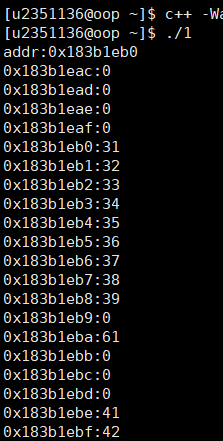 [u2351136@oop ~]$ c++ -Wa
[u2351136@oop ~]$ ./1
addr:0x183b1eb0
0x183b1eac:0
0x183b1ead:0
0x183b1eae:0
0x183b1eaf:0
0x183b1eb0:31
0x183b1eb1:32
0x183b1eb2:33
0x183b1eb3:34
0x183b1eb4:35
0x183b1eb5:36
0x183b1eb6:37
0x183b1eb7:38
0x183b1eb8:39
0x183b1eb9:0
0x183b1eba:61
0x183b1ebb:0
0x183b1ebc:0
0x183b1ebd:0
0x183b1ebe:41
0x183b1ebf:42